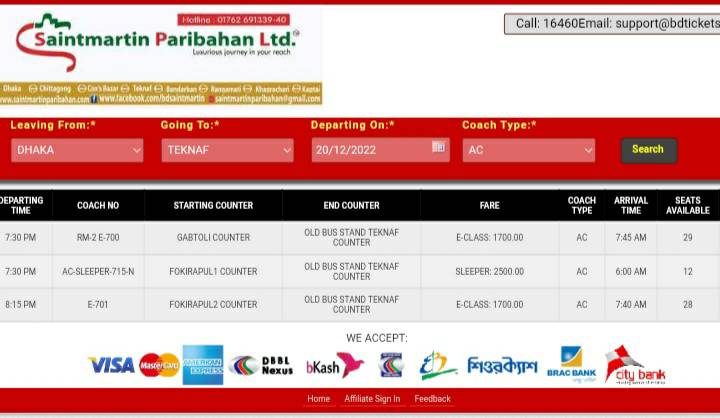 Hotline : 01762 691339-40
Saintmartin Paribahan Ltd.®
Luxurious journey in your reach
Dhaka Chittagong Cox's Bazar Teknaf Bandarban Rangamati Khagrachari Kaptai
www.saintmartinparibahan.com f www.facebook.com/bdsaintmartin saintmartinparibahan@gmail.com
Call: 16460Email: support@bdtickets
Leaving From:* Going To:* Departing On:* Coach Type:*
DHAKA TEKNAF 20/12/2022 AC Search
DEPARTING TIME COACH NO STARTING COUNTER END COUNTER FARE COACH TYPE ARRIVAL TIME SEATS AVAILABLE
7:30 PM RM-2 E-700 GABTOLI COUNTER OLD BUS STAND TEKNAF COUNTER E-CLASS: 1700.00 AC 7:45 AM 29
7:30 PM AC-SLEEPER-715-N FOKIRAPUL1 COUNTER OLD BUS STAND TEKNAF COUNTER SLEEPER: 2500.00 AC 6:00 AM 12
8:15 PM E-701 FOKIRAPUL2 COUNTER OLD BUS STAND TEKNAF COUNTER E-CLASS: 1700.00 AC 7:40 AM 28
WE ACCEPT:
VISA MasterCard AMERICAN EXPRESS DBBL Nexus bKash শিওরক্যাশ BRAC BANK city bank
Home Affiliate Sign In Feedback